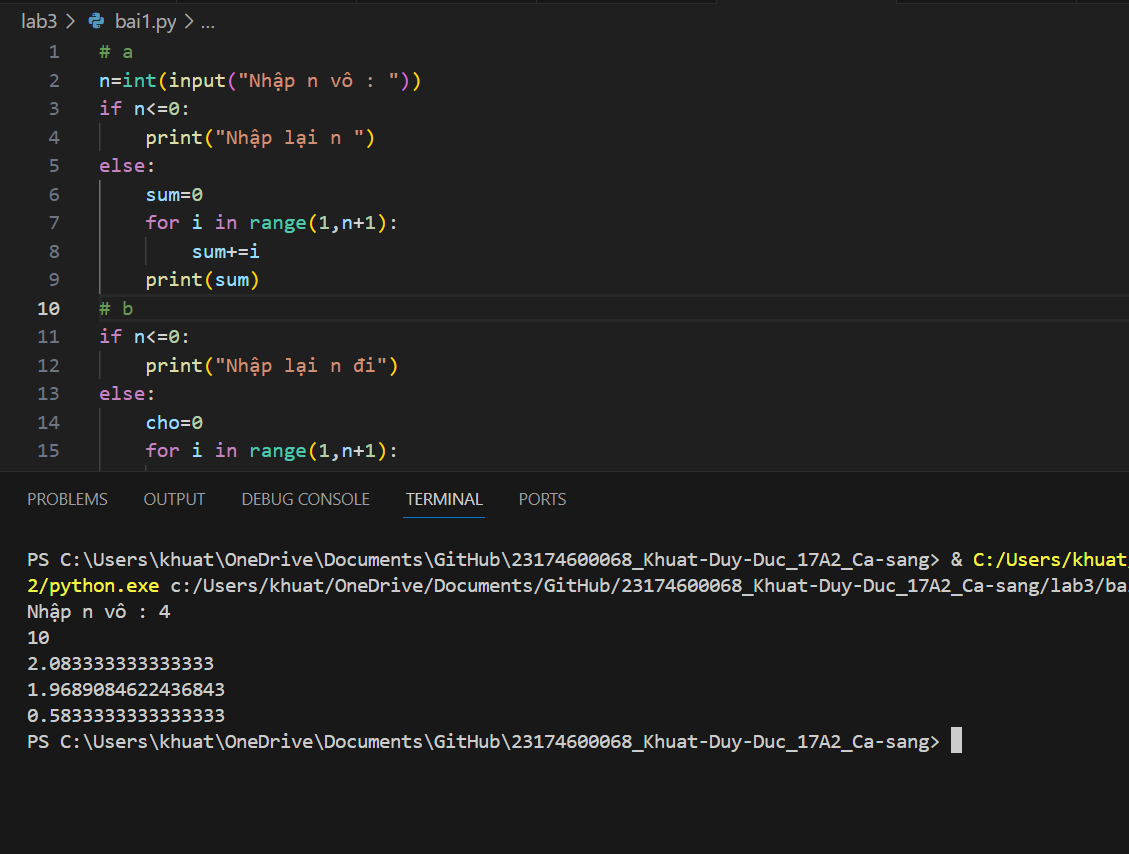 lab3 > bai1.py > ...
1 # a
2 n=int(input("Nhập n vô : "))
3 if n<=0:
4     print("Nhập lại n ")
5 else:
6     sum=0
7     for i in range(1,n+1):
8         sum+=i
9     print(sum)
10 # b
11 if n<=0:
12     print("Nhập lại n đi")
13 else:
14     cho=0
15     for i in range(1,n+1):
PROBLEMS OUTPUT DEBUG CONSOLE TERMINAL PORTS
PS C:\Users\khuat\OneDrive\Documents\GitHub\23174600068_Khuat-Duy-Duc_17A2_Ca-sang> & C:/Users/khuat
2/python.exe c:/Users/khuat/OneDrive/Documents/GitHub/23174600068_Khuat-Duy-Duc_17A2_Ca-sang/lab3/ba
Nhập n vô : 4
10
2.083333333333333
1.9689084622436843
0.5833333333333333
PS C:\Users\khuat\OneDrive\Documents\GitHub\23174600068_Khuat-Duy-Duc_17A2_Ca-sang>